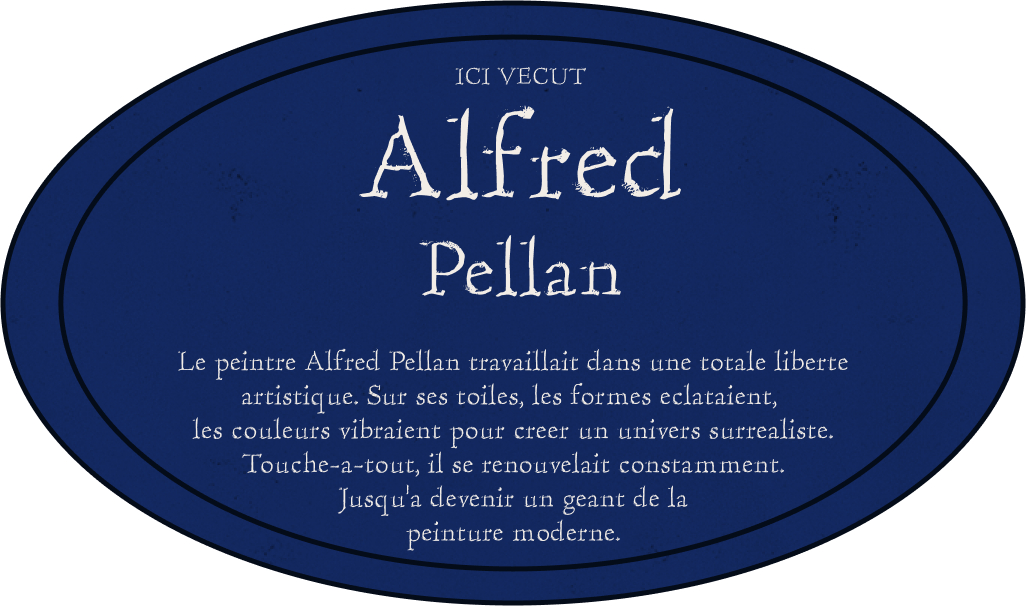 ICI VECUT
Alfred
Pellan
Le peintre Alfred Pellan travaillait dans une totale liberte
artistique. Sur ses toiles, les formes eclataient,
les couleurs vibraient pour creer un univers surrealiste.
Touche-a-tout, il se renouvelait constamment.
Jusqu'a devenir un geant de la
peinture moderne.